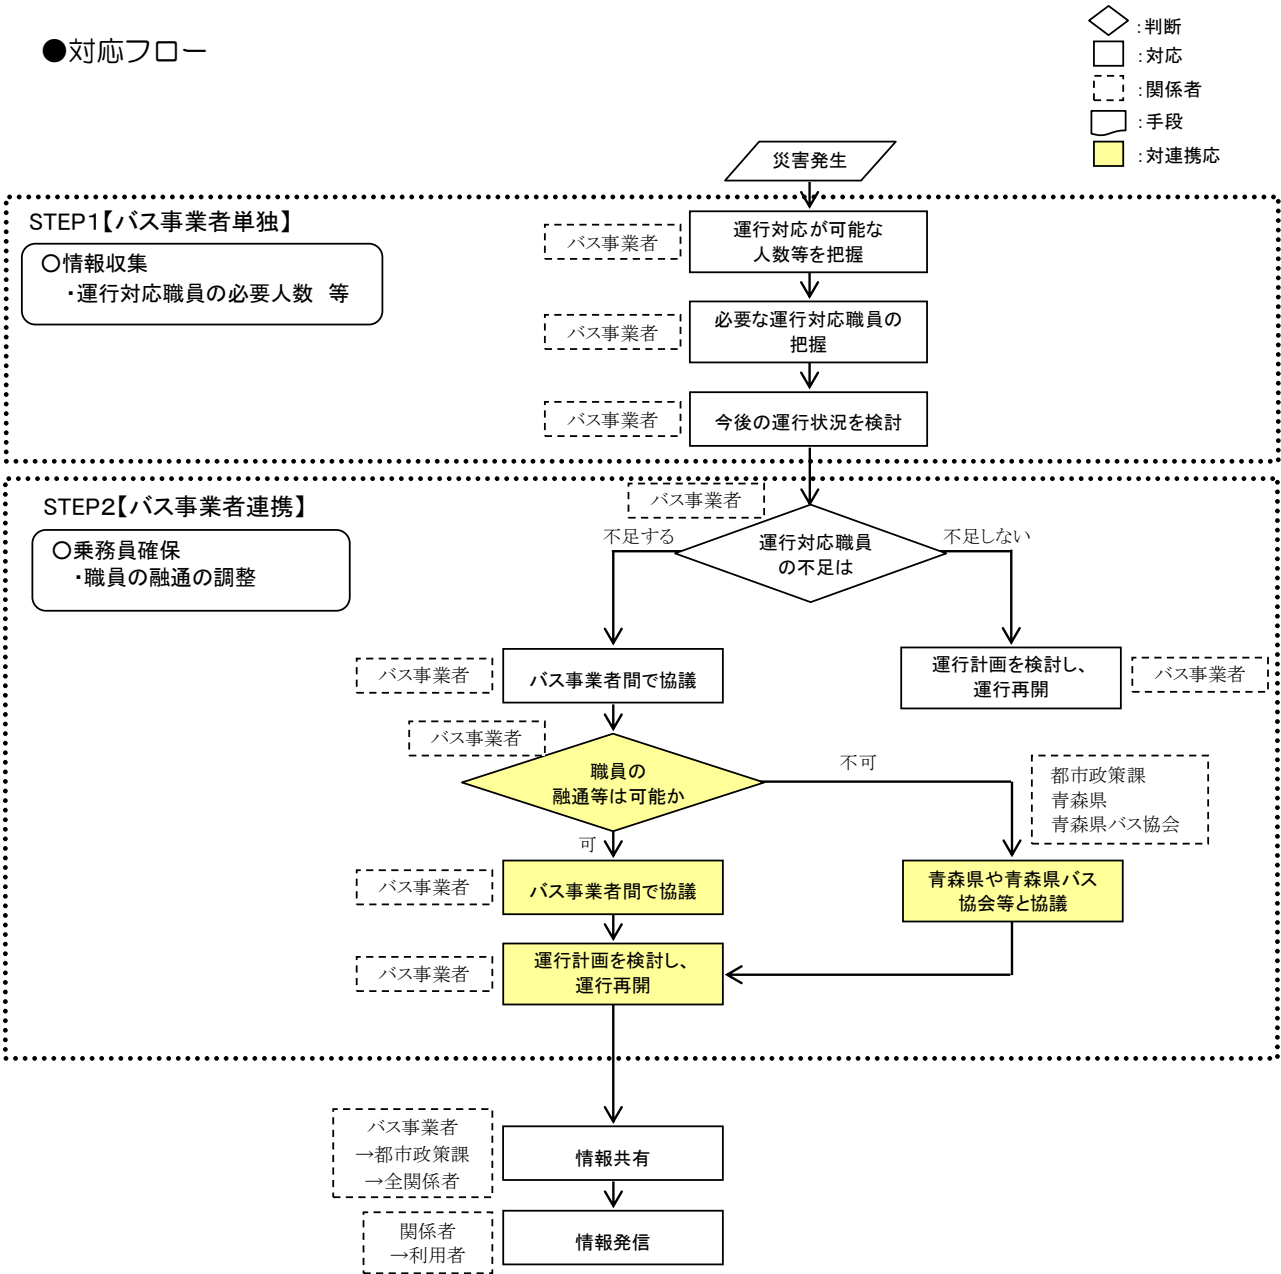 ●対応フロー
:判断
:対応
:関係者
:手段
:対連携応
災害発生
STEP1【バス事業者単独】
〇情報収集
・運行対応職員の必要人数　等
バス事業者
運行対応が可能な
人数等を把握
バス事業者
必要な運行対応職員の
把握
バス事業者
今後の運行状況を検討
STEP2【バス事業者連携】
〇乗務員確保
・職員の融通の調整
バス事業者
不足する
運行対応職員
の不足は
不足しない
バス事業者
バス事業者間で協議
運行計画を検討し、
運行再開
バス事業者
バス事業者
職員の
融通等は可能か
不可
可
都市政策課
青森県
青森県バス協会
バス事業者
バス事業者間で協議
青森県や青森県バス
協会等と協議
バス事業者
運行計画を検討し、
運行再開
バス事業者
→都市政策課
→全関係者
情報共有
関係者
→利用者
情報発信